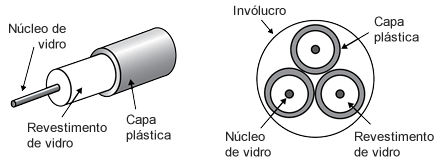 Núcleo de
vidro
Revestimento
de vidro
Capa
plástica
Invólucro
Capa
plástica
Núcleo
de vidro
Revestimento
de vidro